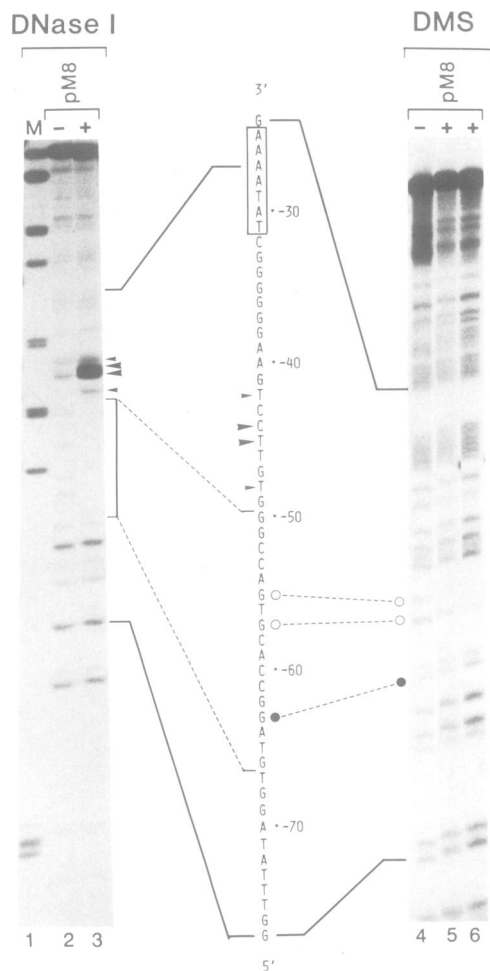 DNase I
DMS
pM8
pM8
3'
M - +
- + +
G
A
A
A
A
T
A •-30
T
C
G
G
G
G
G
G
A
A •-40
G
T
C
C
T
T
G
T
G
G •-50
G
C
C
A
G
T
G
C
A
C •-60
C
G
G
A
T
G
T
G
G
A •-70
T
A
T
T
T
G
G
5'
1 2 3
4 5 6